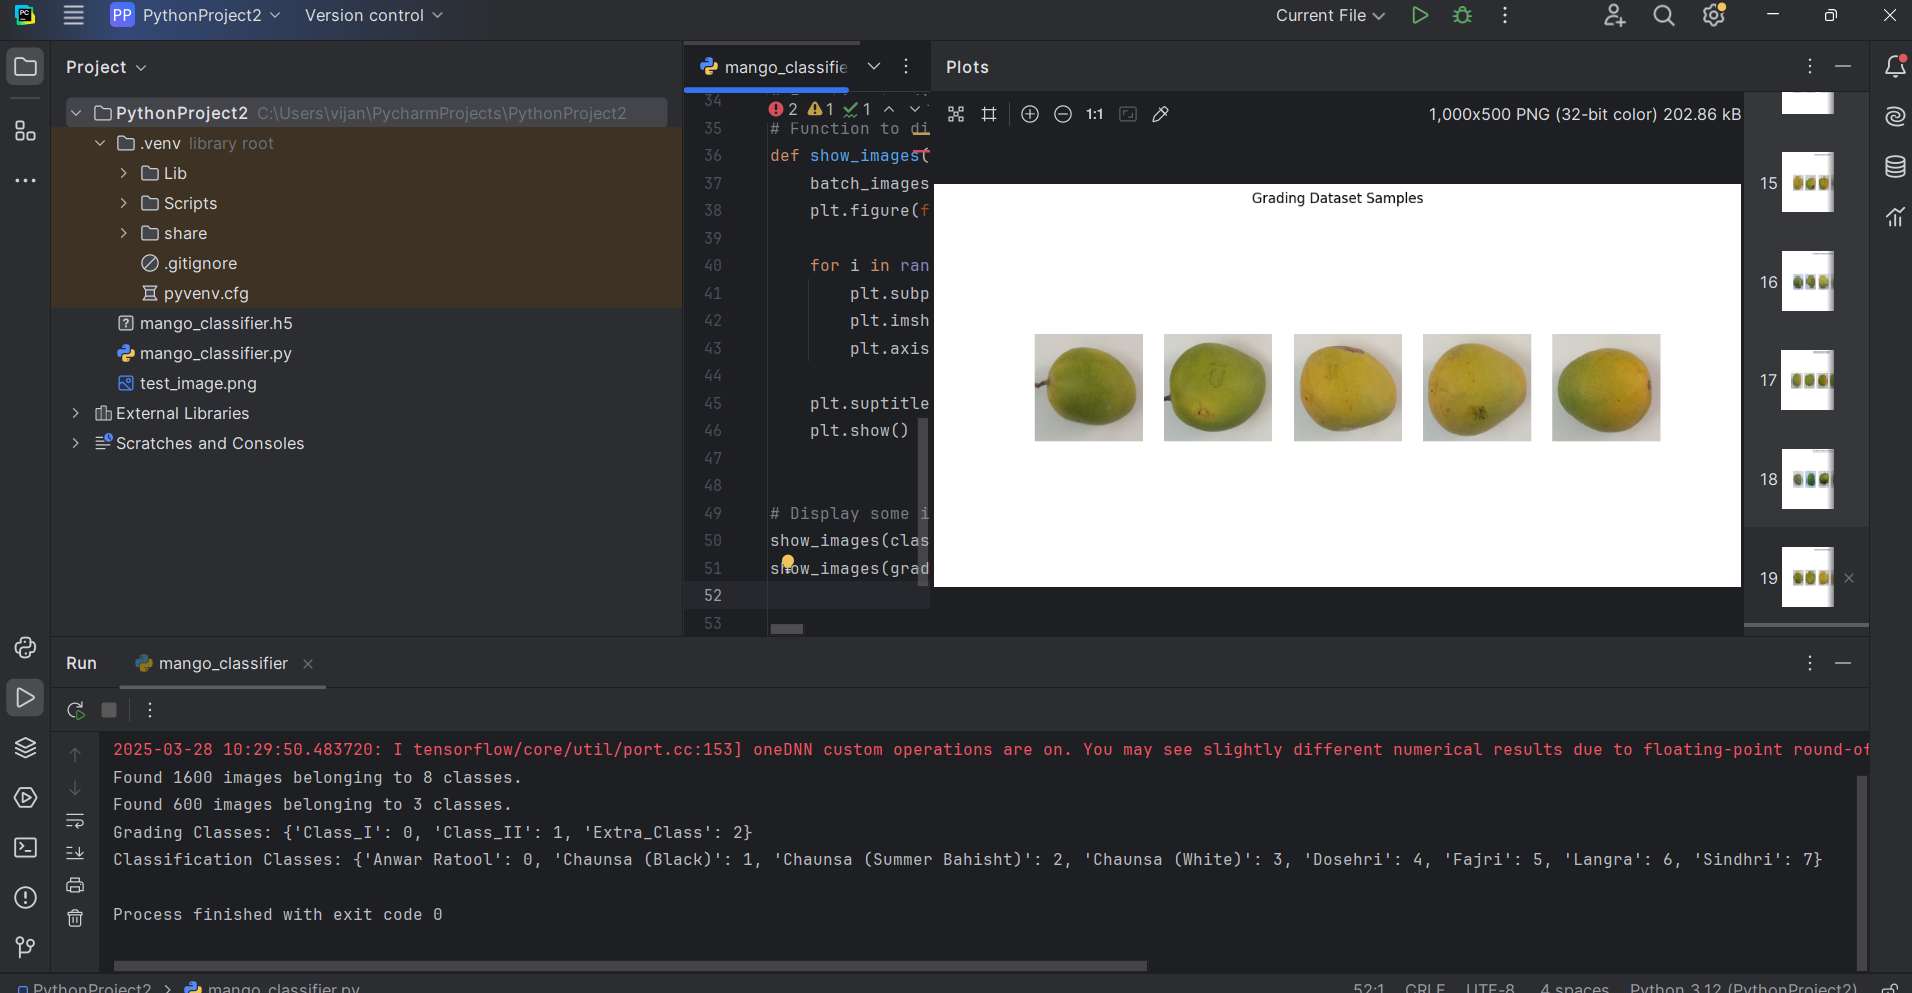 PP PythonProject2 Version control Current File
Project
PythonProject2 C:\Users\vijan\PycharmProjects\PythonProject2
.venv library root
Lib
Scripts
share
.gitignore
pyvenv.cfg
mango_classifier.h5
mango_classifier.py
test_image.png
External Libraries
Scratches and Consoles
mango_classifie
34 2 1 1
35 # Function to di
36 def show_images(
37 batch_images
38 plt.figure(f
39
40 for i in ran
41 plt.subp
42 plt.imsh
43 plt.axis
44
45 plt.suptitle
46 plt.show()
47
48
49 # Display some i
50 show_images(clas
51 show_images(grad
52
53
Plots
1:1 1,000x500 PNG (32-bit color) 202.86 kB
Grading Dataset Samples
15
16
17
18
19
Run mango_classifier
2025-03-28 10:29:50.483720: I tensorflow/core/util/port.cc:153] oneDNN custom operations are on. You may see slightly different numerical results due to floating-point round-of
Found 1600 images belonging to 8 classes.
Found 600 images belonging to 3 classes.
Grading Classes: {'Class_I': 0, 'Class_II': 1, 'Extra_Class': 2}
Classification Classes: {'Anwar Ratool': 0, 'Chaunsa (Black)': 1, 'Chaunsa (Summer Bahisht)': 2, 'Chaunsa (White)': 3, 'Dosehri': 4, 'Fajri': 5, 'Langra': 6, 'Sindhri': 7}
Process finished with exit code 0
PythonProject2 > mango_classifier.py 52:1 CRLF UTF-8 4 spaces Python 3.12 (PythonProject2)